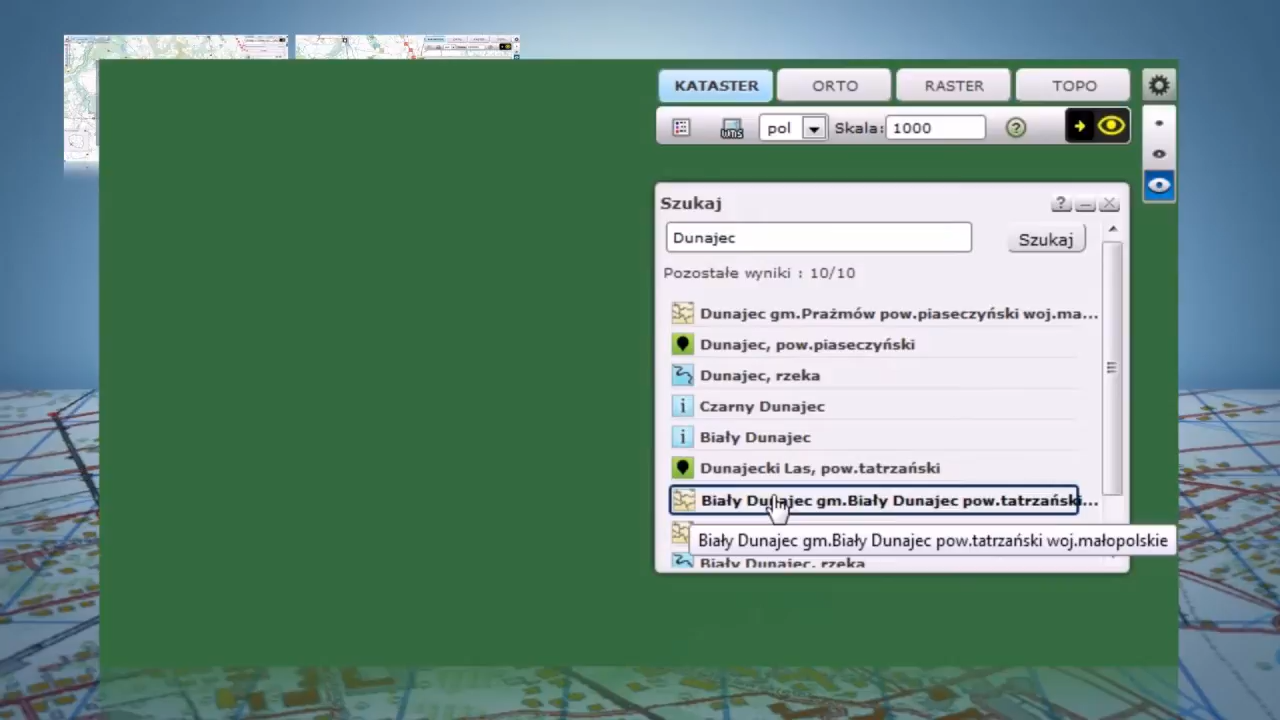 KATASTER ORTO RASTER TOPO
WMS pol Skala: 1000 ?
Szukaj ?
Dunajec Szukaj
Pozostałe wyniki : 10/10
Dunajec gm.Prażmów pow.piaseczyński woj.ma...
Dunajec, pow.piaseczyński
Dunajec, rzeka
i Czarny Dunajec
i Biały Dunajec
Dunajecki Las, pow.tatrzański
Biały Dunajec gm.Biały Dunajec pow.tatrzański...
Biały Dunajec gm.Biały Dunajec pow.tatrzański woj.małopolskie
Biały Dunajec, rzeka